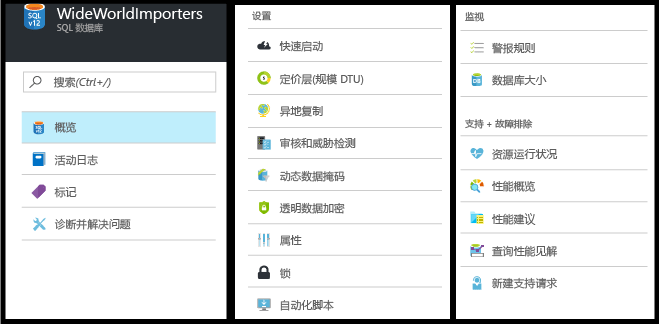 SQL
v12
WideWorldImporters
SQL 数据库
搜索(Ctrl+/)
概览
活动日志
标记
诊断并解决问题
设置
快速启动
定价层(规模 DTU)
异地复制
审核和威胁检测
动态数据掩码
透明数据加密
属性
锁
自动化脚本
监视
警报规则
数据库大小
支持 + 故障排除
资源运行状况
性能概览
性能建议
查询性能见解
新建支持请求